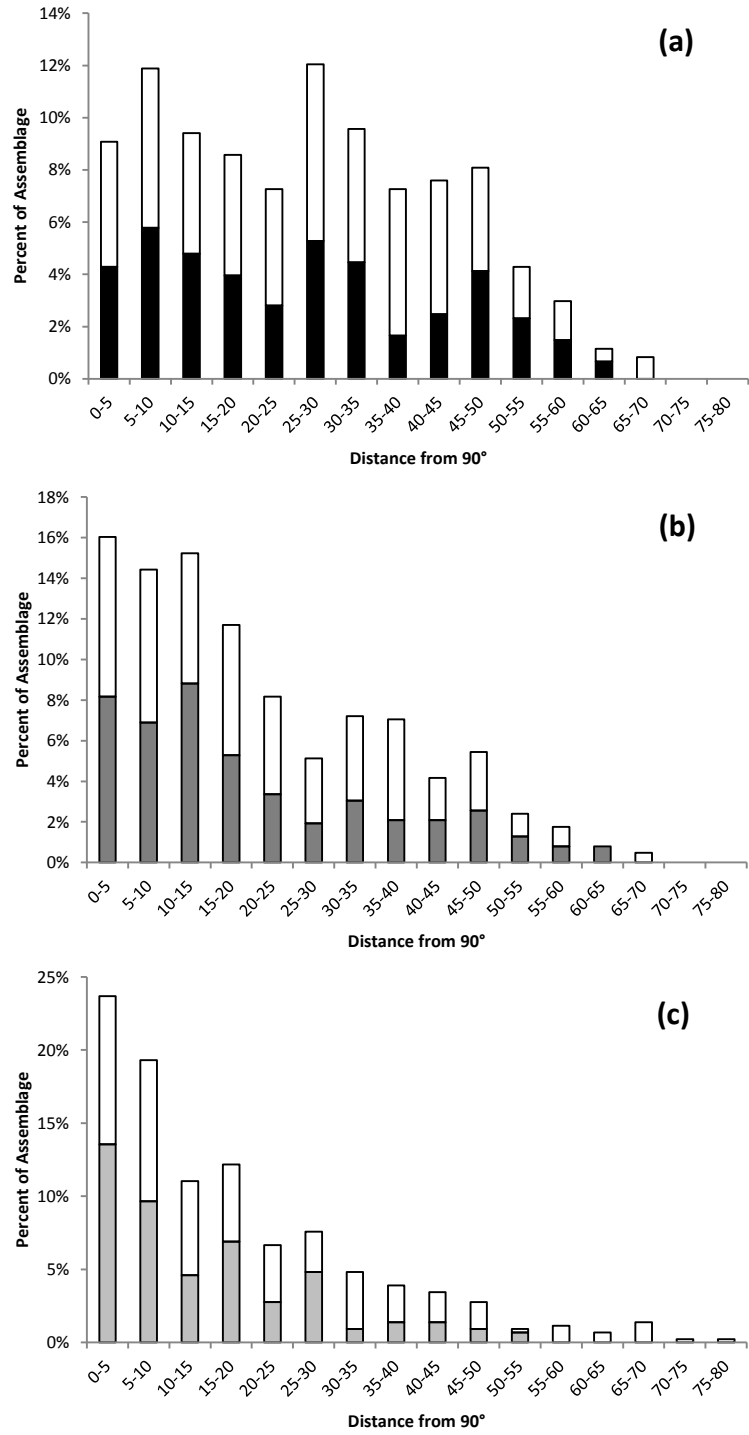 (a)
Percent of Assemblage
14%
12%
10%
8%
6%
4%
2%
0%
0-5 5-10 10-15 15-20 20-25 25-30 30-35 35-40 40-45 45-50 50-55 55-60 60-65 65-70 70-75 75-80
Distance from 90°
(b)
Percent of Assemblage
18%
16%
14%
12%
10%
8%
6%
4%
2%
0%
0-5 5-10 10-15 15-20 20-25 25-30 30-35 35-40 40-45 45-50 50-55 55-60 60-65 65-70 70-75 75-80
Distance from 90°
(c)
Percent of Assemblage
25%
20%
15%
10%
5%
0%
0-5 5-10 10-15 15-20 20-25 25-30 30-35 35-40 40-45 45-50 50-55 55-60 60-65 65-70 70-75 75-80
Distance from 90°